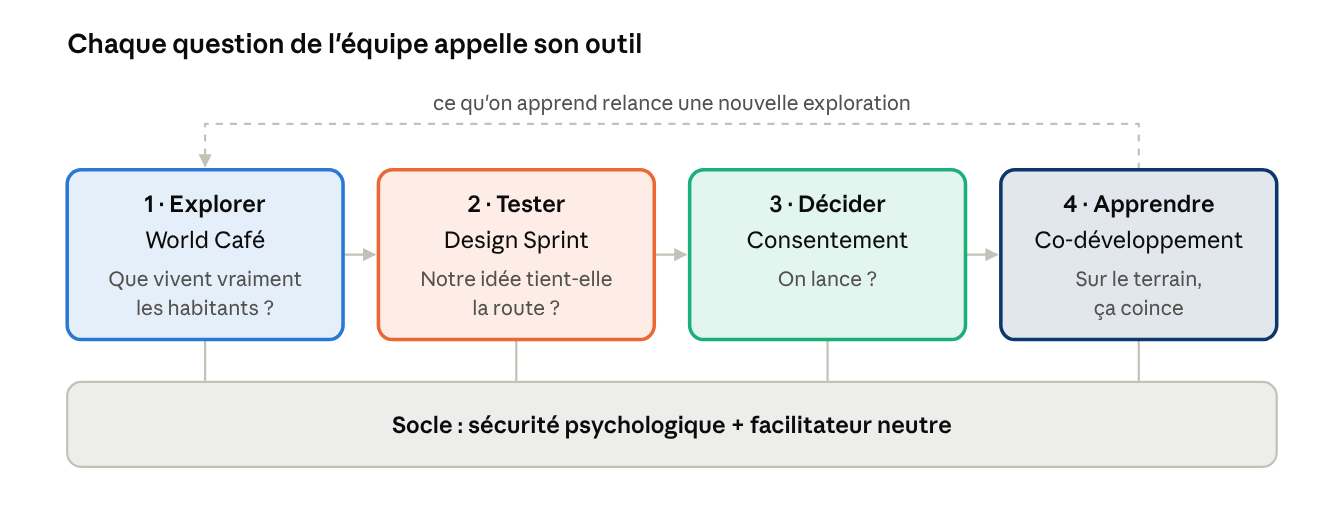 Chaque question de l'équipe appelle son outil
ce qu'on apprend relance une nouvelle exploration
1 · Explorer
World Café
Que vivent vraiment
les habitants ?
2 · Tester
Design Sprint
Notre idée tient-elle
la route ?
3 · Décider
Consentement
On lance ?
4 · Apprendre
Co-développement
Sur le terrain,
ça coince
Socle : sécurité psychologique + facilitateur neutre